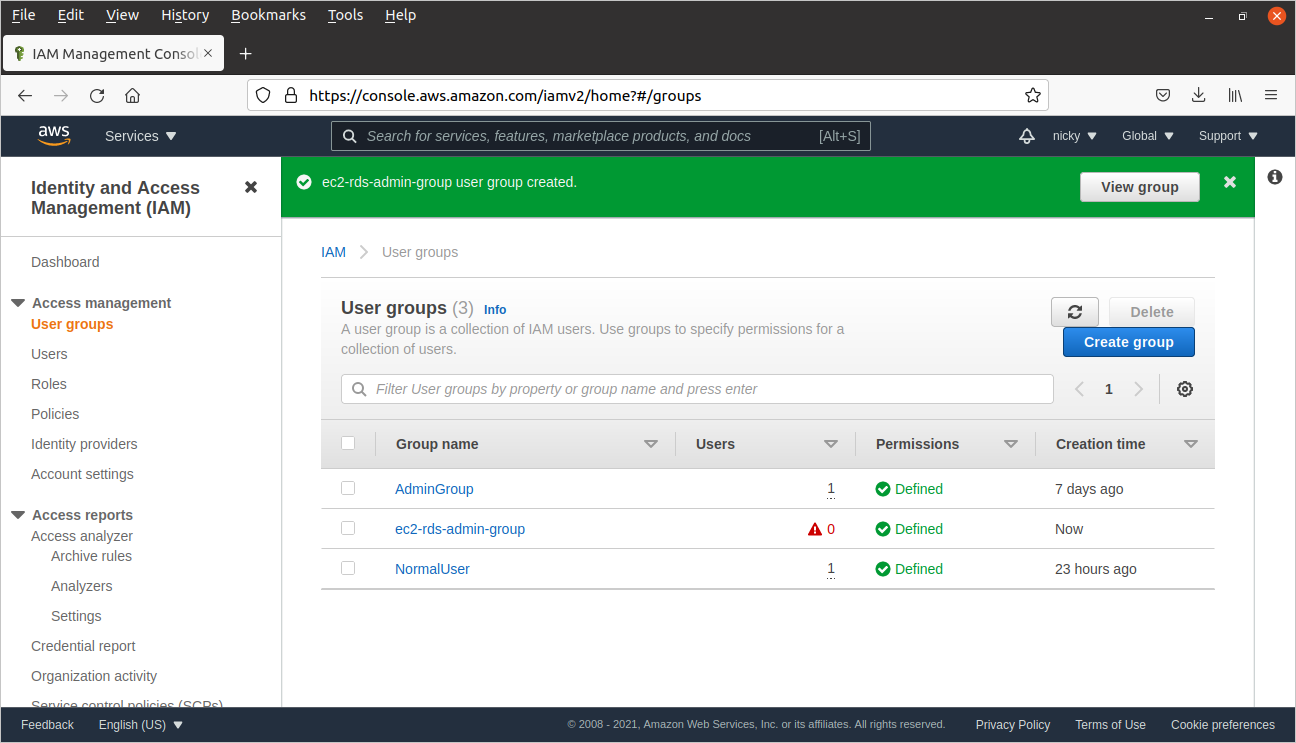 File Edit View History Bookmarks Tools Help
IAM Management Consol
https://console.aws.amazon.com/iamv2/home?#/groups
aws Services Search for services, features, marketplace products, and docs [Alt+S] nicky Global Support
Identity and Access
Management (IAM)
Dashboard
Access management
User groups
Users
Roles
Policies
Identity providers
Account settings
Access reports
Access analyzer
Archive rules
Analyzers
Settings
Credential report
Organization activity
Service control policies (SCPs)
ec2-rds-admin-group user group created. View group
IAM User groups
User groups (3) Info
A user group is a collection of IAM users. Use groups to specify permissions for a
collection of users.
Delete
Create group
Filter User groups by property or group name and press enter 1
Group name Users Permissions Creation time
AdminGroup 1 Defined 7 days ago
ec2-rds-admin-group 0 Defined Now
NormalUser 1 Defined 23 hours ago
Feedback English (US) © 2008 - 2021, Amazon Web Services, Inc. or its affiliates. All rights reserved. Privacy Policy Terms of Use Cookie preferences